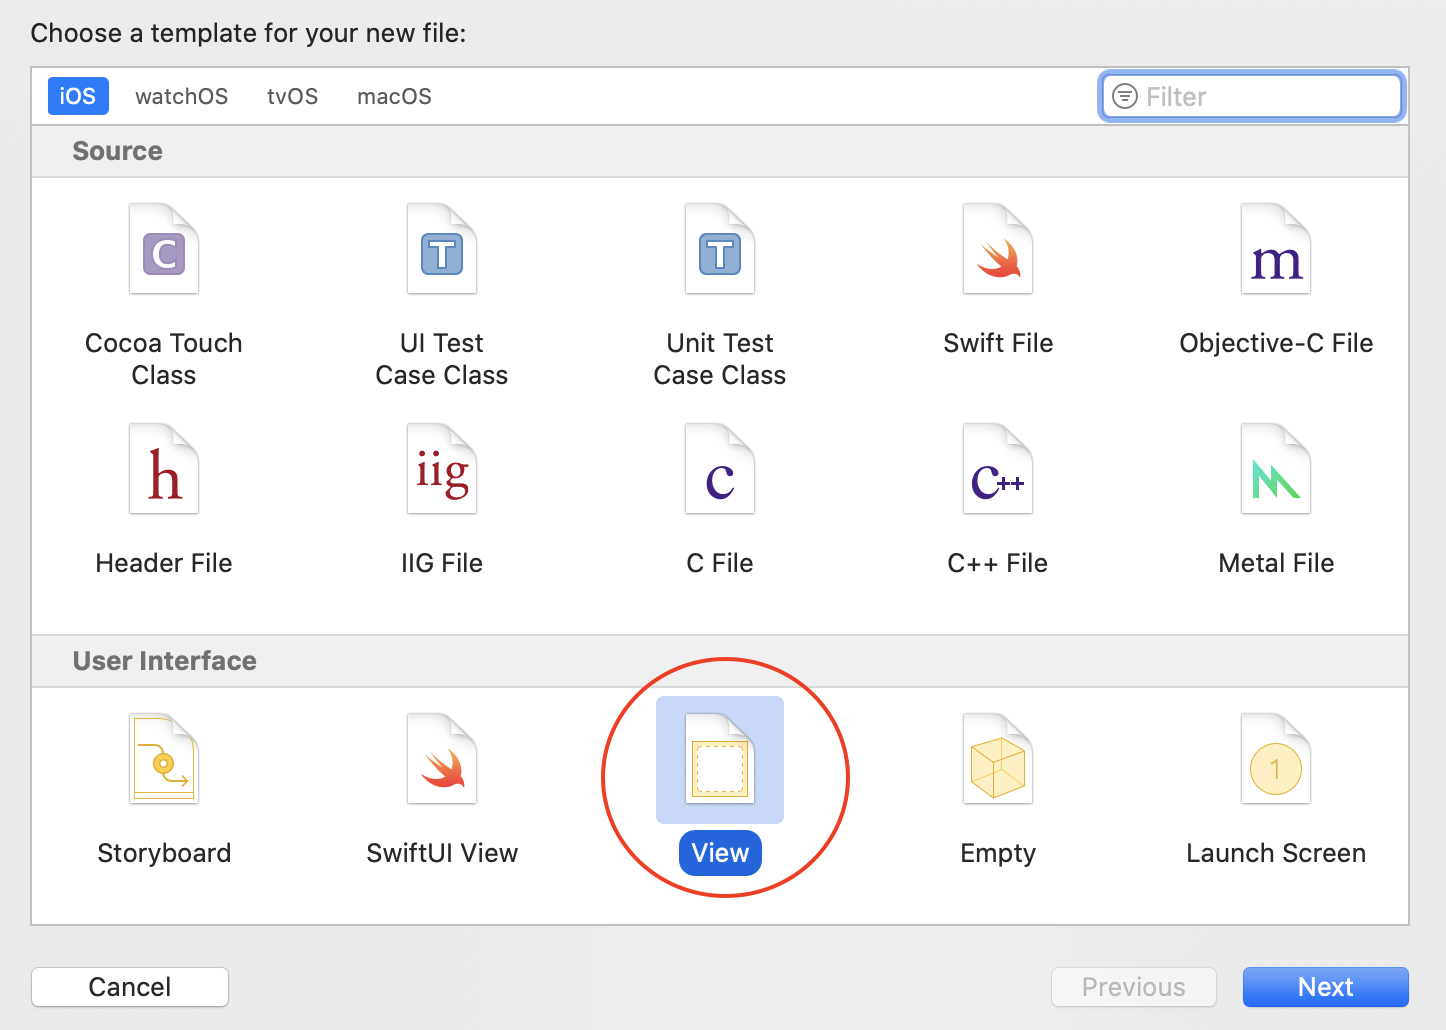 Choose a template for your new file:
iOS watchOS tvOS macOS Filter
Source
C T T m
Cocoa Touch
Class
UI Test
Case Class
Unit Test
Case Class
Swift File
Objective-C File
h iig c C++
Header File
IIG File
C File
C++ File
Metal File
User Interface
1
Storyboard
SwiftUI View
View
Empty
Launch Screen
Cancel
Previous
Next